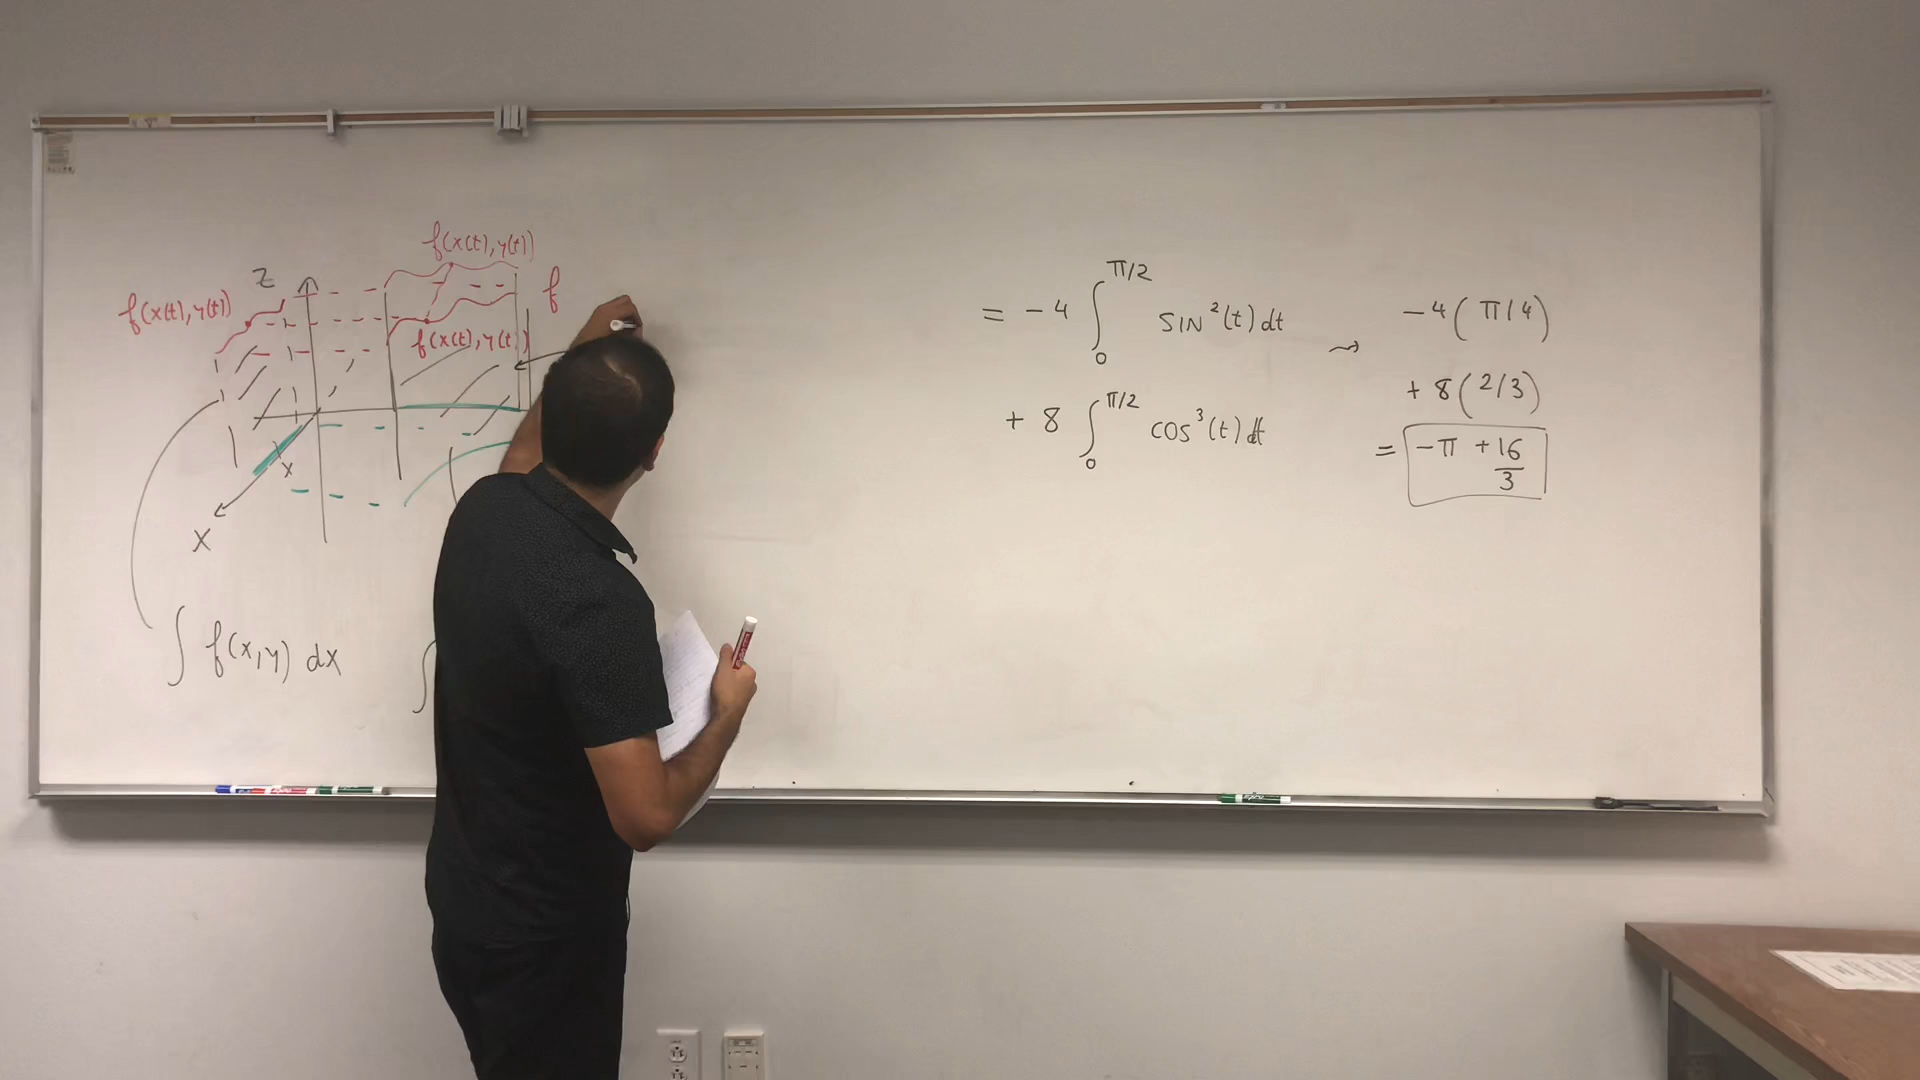 f(x(t),y(t))
z
f(x(t),y(t))
f
f(x(t),y(t)
x
x
∫ f(x,y) dx
∫
= -4 ∫₀^π/2 SIN²(t) dt → -4(π/4)
+ 8 ∫₀^π/2 COS³(t) dt
+ 8(2/3)
= -π + 16/3